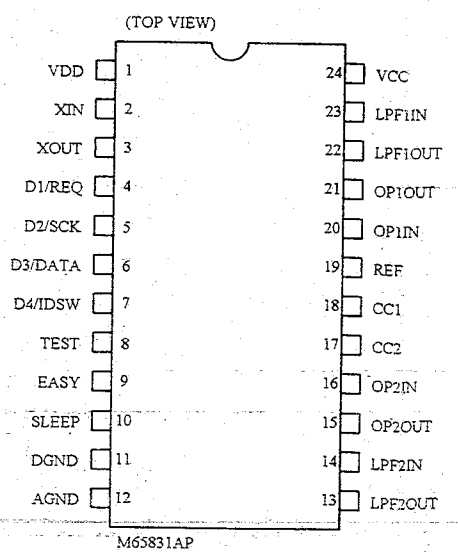 (TOP VIEW)
VDD 1 24 VCC
XIN 2 23 LPF1IN
XOUT 3 22 LPF1OUT
D1/REQ 4 21 OP1OUT
D2/SCK 5 20 OP1IN
D3/DATA 6 19 REF
D4/IDSW 7 18 CC1
TEST 8 17 CC2
EASY 9 16 OP2IN
SLEEP 10 15 OP2OUT
DGND 11 14 LPF2IN
AGND 12 13 LPF2OUT
M65831AP